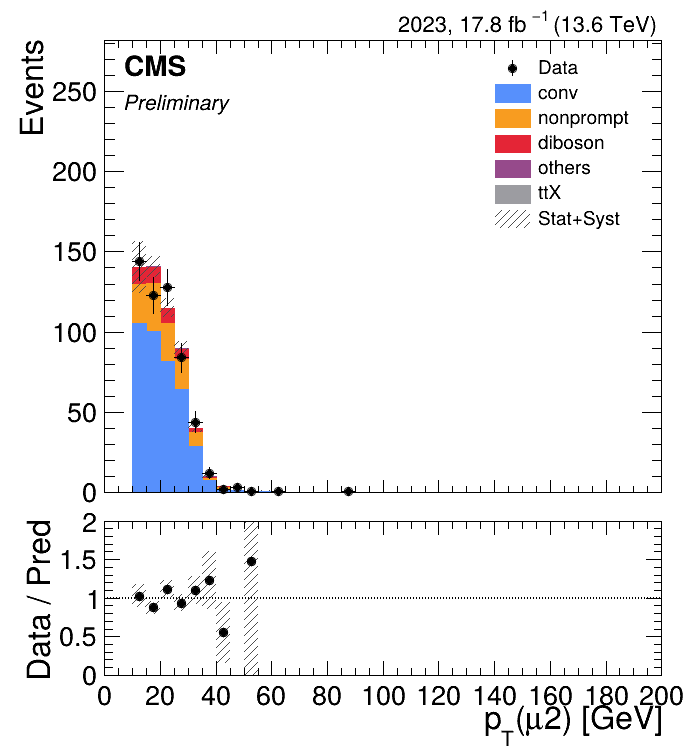 2023, 17.8 fb⁻¹ (13.6 TeV)
CMS
Preliminary
Events
250
200
150
100
50
0
Data
conv
nonprompt
diboson
others
ttX
Stat+Syst
Data / Pred
2
1.5
1
0.5
0
0 20 40 60 80 100 120 140 160 180 200
p_T(μ2) [GeV]